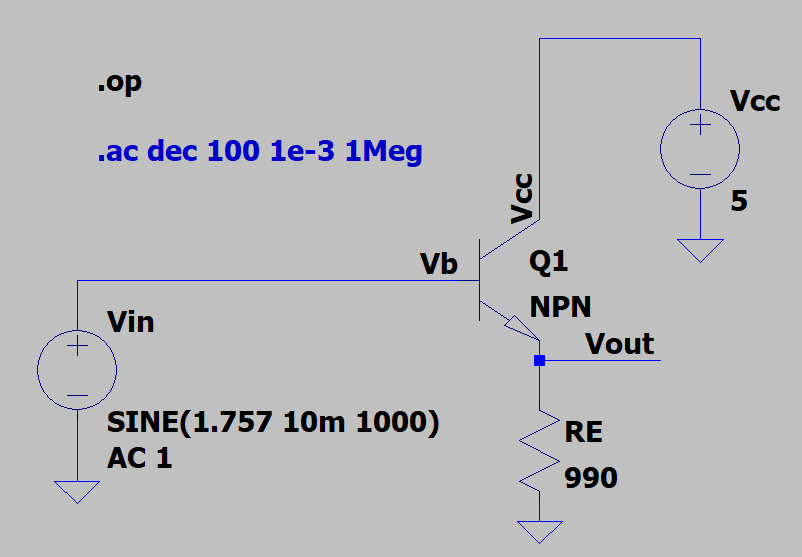 .op
.ac dec 100 1e-3 1Meg
Vcc
5
Vcc
Vb
Q1
NPN
Vin
Vout
SINE(1.757 10m 1000)
AC 1
RE
990